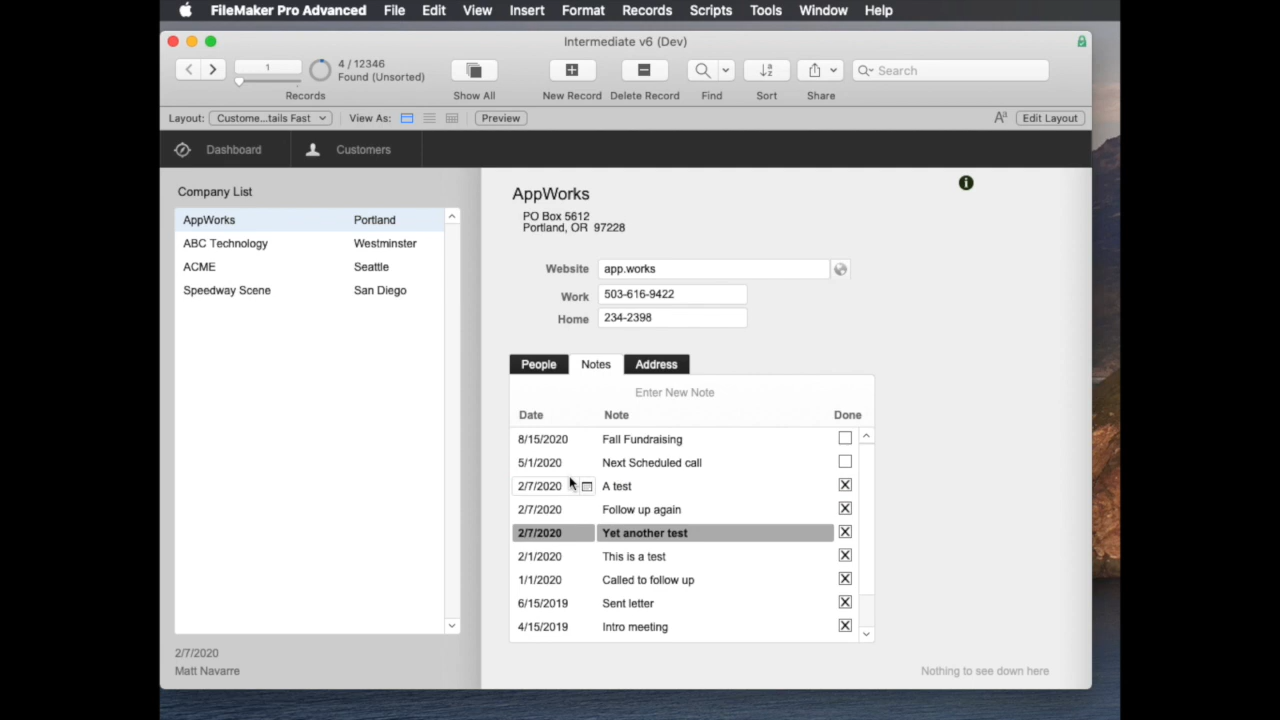 FileMaker Pro Advanced File Edit View Insert Format Records Scripts Tools Window Help
Intermediate v6 (Dev)
1
4 / 12346
Found (Unsorted)
Search
Records Show All New Record Delete Record Find Sort Share
Layout: Custome...tails Fast View As: Preview Aa Edit Layout
Dashboard Customers
Company List
AppWorks Portland
ABC Technology Westminster
ACME Seattle
Speedway Scene San Diego
2/7/2020
Matt Navarre
AppWorks
PO Box 5612
Portland, OR 97228
Website app.works
Work 503-616-9422
Home 234-2398
People Notes Address
Enter New Note
Date Note Done
8/15/2020 Fall Fundraising
5/1/2020 Next Scheduled call
2/7/2020 A test
2/7/2020 Follow up again
2/7/2020 Yet another test
2/1/2020 This is a test
1/1/2020 Called to follow up
6/15/2019 Sent letter
4/15/2019 Intro meeting
Nothing to see down here